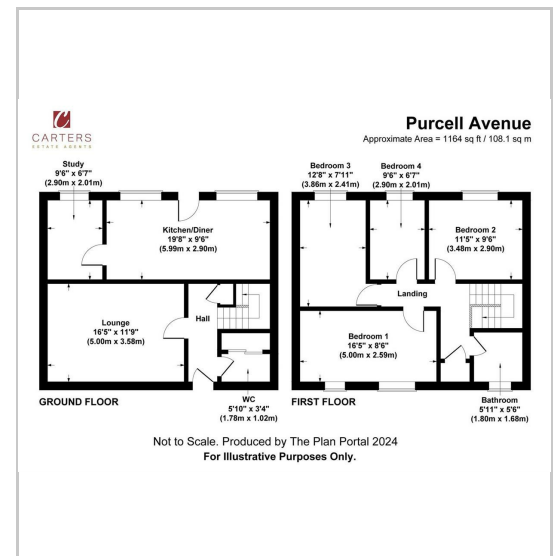 CARTERS
ESTATE AGENTS
Purcell Avenue
Approximate Area = 1164 sq ft / 108.1 sq m
Study
9'6" x 6'7"
(2.90m x 2.01m)
Kitchen/Diner
19'8" x 9'6"
(5.99m x 2.90m)
Lounge
16'5" x 11'9"
(5.00m x 3.58m)
Hall
WC
5'10" x 3'4"
(1.78m x 1.02m)
GROUND FLOOR
Bedroom 3
12'8" x 7'11"
(3.86m x 2.41m)
Bedroom 4
9'6" x 6'7"
(2.90m x 2.01m)
Bedroom 2
11'5" x 9'6"
(3.48m x 2.90m)
Landing
Bedroom 1
16'5" x 8'6"
(5.00m x 2.59m)
Bathroom
5'11" x 5'6"
(1.80m x 1.68m)
FIRST FLOOR
Not to Scale. Produced by The Plan Portal 2024
For Illustrative Purposes Only.